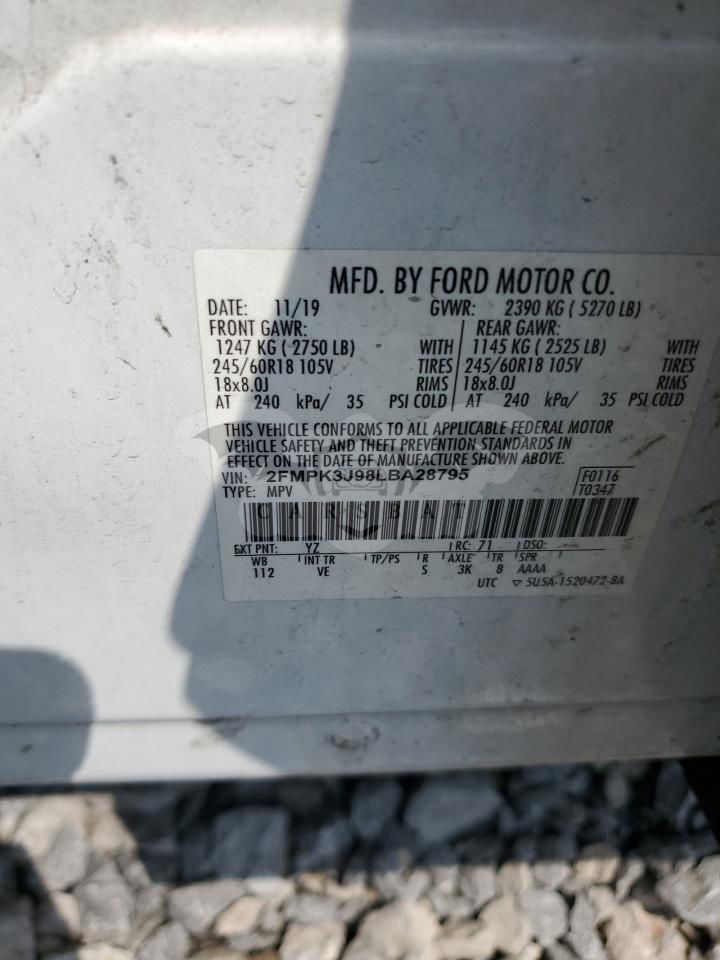 MFD. BY FORD MOTOR CO.
DATE: 11/19 GVWR: 2390 KG ( 5270 LB)
FRONT GAWR: REAR GAWR:
1247 KG ( 2750 LB) WITH 1145 KG ( 2525 LB) WITH
245/60R18 105V TIRES 245/60R18 105V TIRES
18x8.0J RIMS 18x8.0J RIMS
AT 240 kPa/ 35 PSI COLD AT 240 kPa/ 35 PSI COLD
THIS VEHICLE CONFORMS TO ALL APPLICABLE FEDERAL MOTOR
VEHICLE SAFETY AND THEFT PREVENTION STANDARDS IN
EFFECT ON THE DATE OF MANUFACTURE SHOWN ABOVE.
VIN: 2FMPK3J98LBA28795 F0116
TYPE: MPV T0347
CARSBAT
EXT PNT: YZ RC: 71 DSO:
WB INT TR TP/PS R AXLE TR SPR
112 VE S 3K 8 AAAA
UTC ▽ 5U5A-1520472-BA